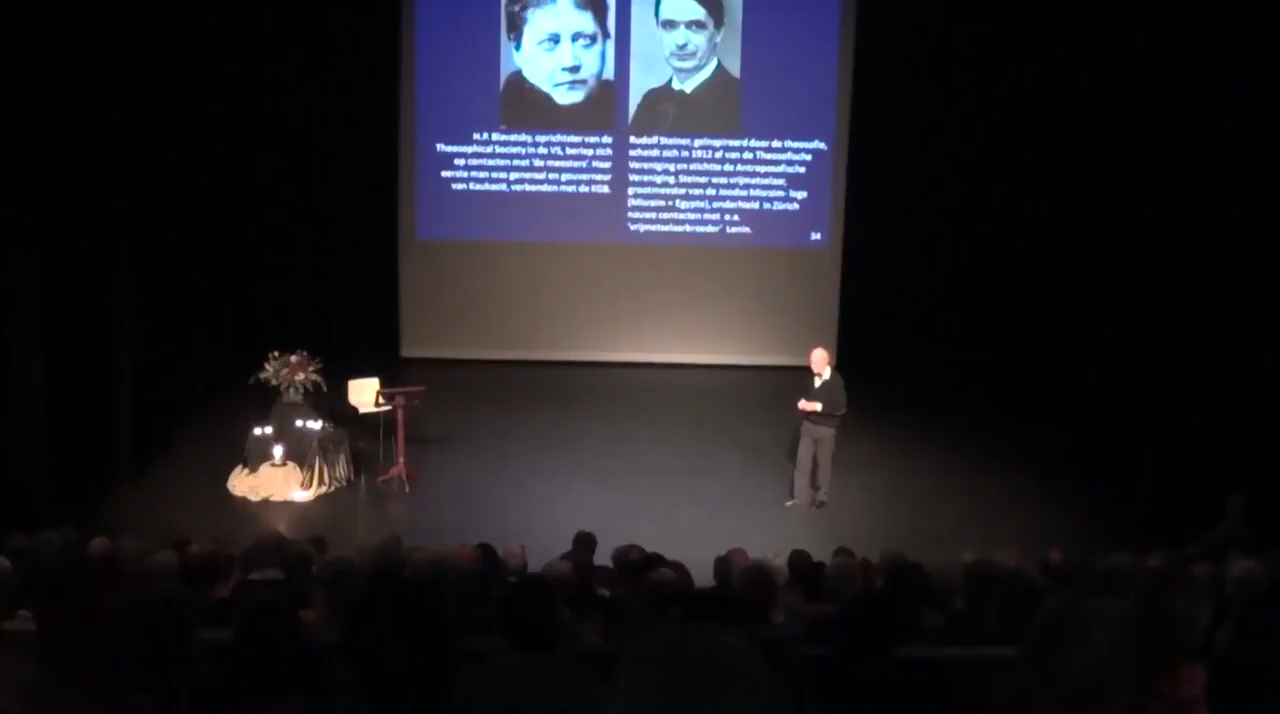 H.P. Blavatsky, oprichtster van de
Theosophical Society in de VS, beriep zich
op contacten met 'de meesters'. Haar
eerste man was generaal en gouverneur
van Kaukasië, verbonden met de KGB.
Rudolf Steiner, geïnspireerd door de theosofie,
scheidt zich in 1912 af van de Theosofische
Vereniging en stichtte de Antroposofische
Vereniging. Steiner was vrijmetselaar,
grootmeester van de Joodse Misraim- loge
(Misraim = Egypte), onderhield in Zürich
nauwe contacten met o.a.
'vrijmetselaarbroeder' Lenin.
34